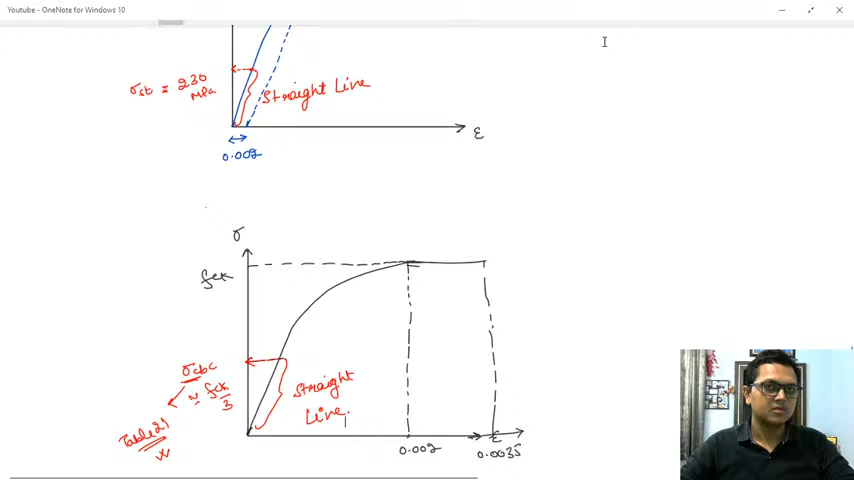 Youtube - OneNote for Windows 10
σst = 230
MPa
Straight Line
ε
0.002
σ
fck
σcbc
≈ fck/3
Straight
Line
Table 21
0.002
ε
0.0035